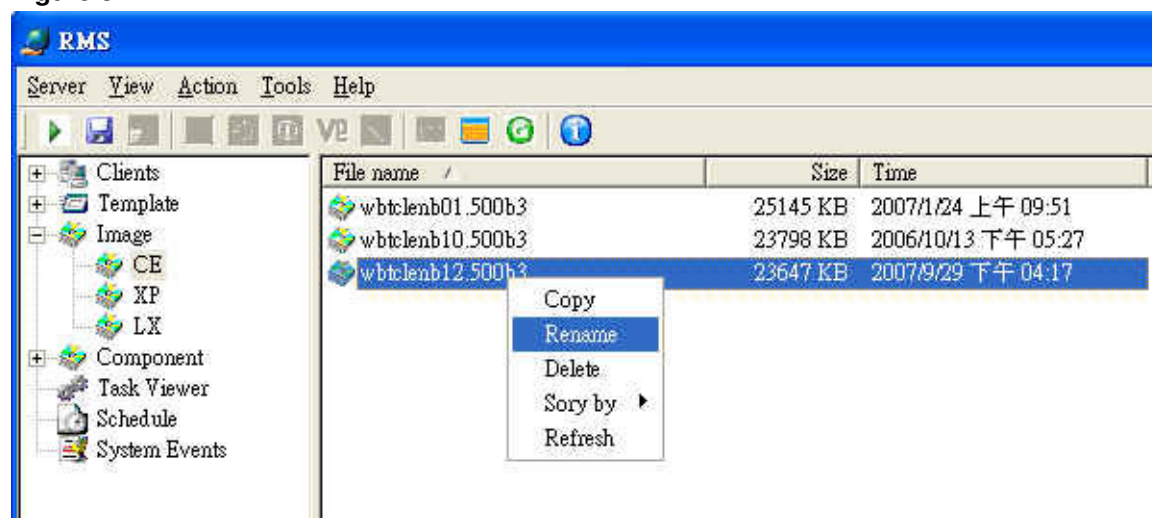 RMS
Server View Action Tools Help
Clients
Template
Image
CE
XP
LX
Component
Task Viewer
Schedule
System Events
File name / Size Time
wbtclenb01.500b3 25145 KB 2007/1/24 上午 09:51
wbtclenb10.500b3 23798 KB 2006/10/13 下午 05:27
wbtclenb12.500b3 23647 KB 2007/9/29 下午 04:17
Copy
Rename
Delete
Sory by
Refresh